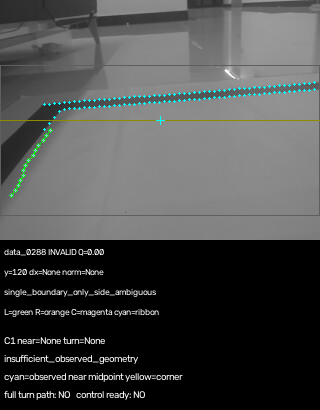 data_0288 INVALID Q=0.00
y=120 dx=None norm=None
single_boundary_only_side_ambiguous
L=green R=orange C=magenta cyan=ribbon
C1 near=None turn=None
insufficient_observed_geometry
cyan=observed near midpoint yellow=corner
full turn path: NO control ready: NO